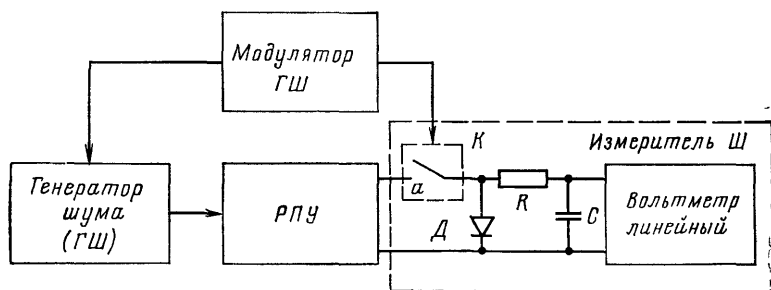 Модулятор
ГШ
К
Измеритель Ш
Генератор
шума
(ГШ)
РПУ
а
R
Д
С
Вольтметр
линейный